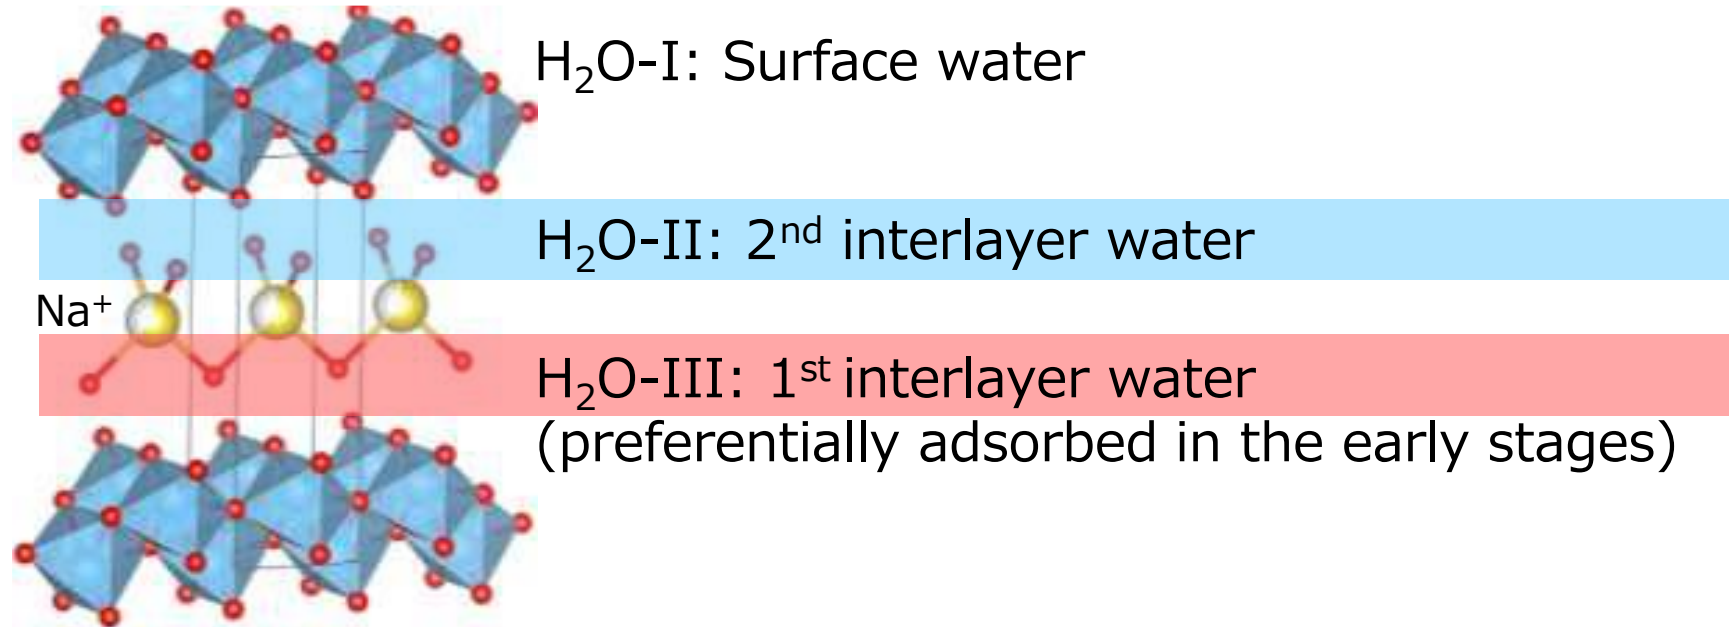 H₂O-I: Surface water
H₂O-II: 2ⁿᵈ interlayer water
Na⁺
H₂O-III: 1ˢᵗ interlayer water
(preferentially adsorbed in the early stages)